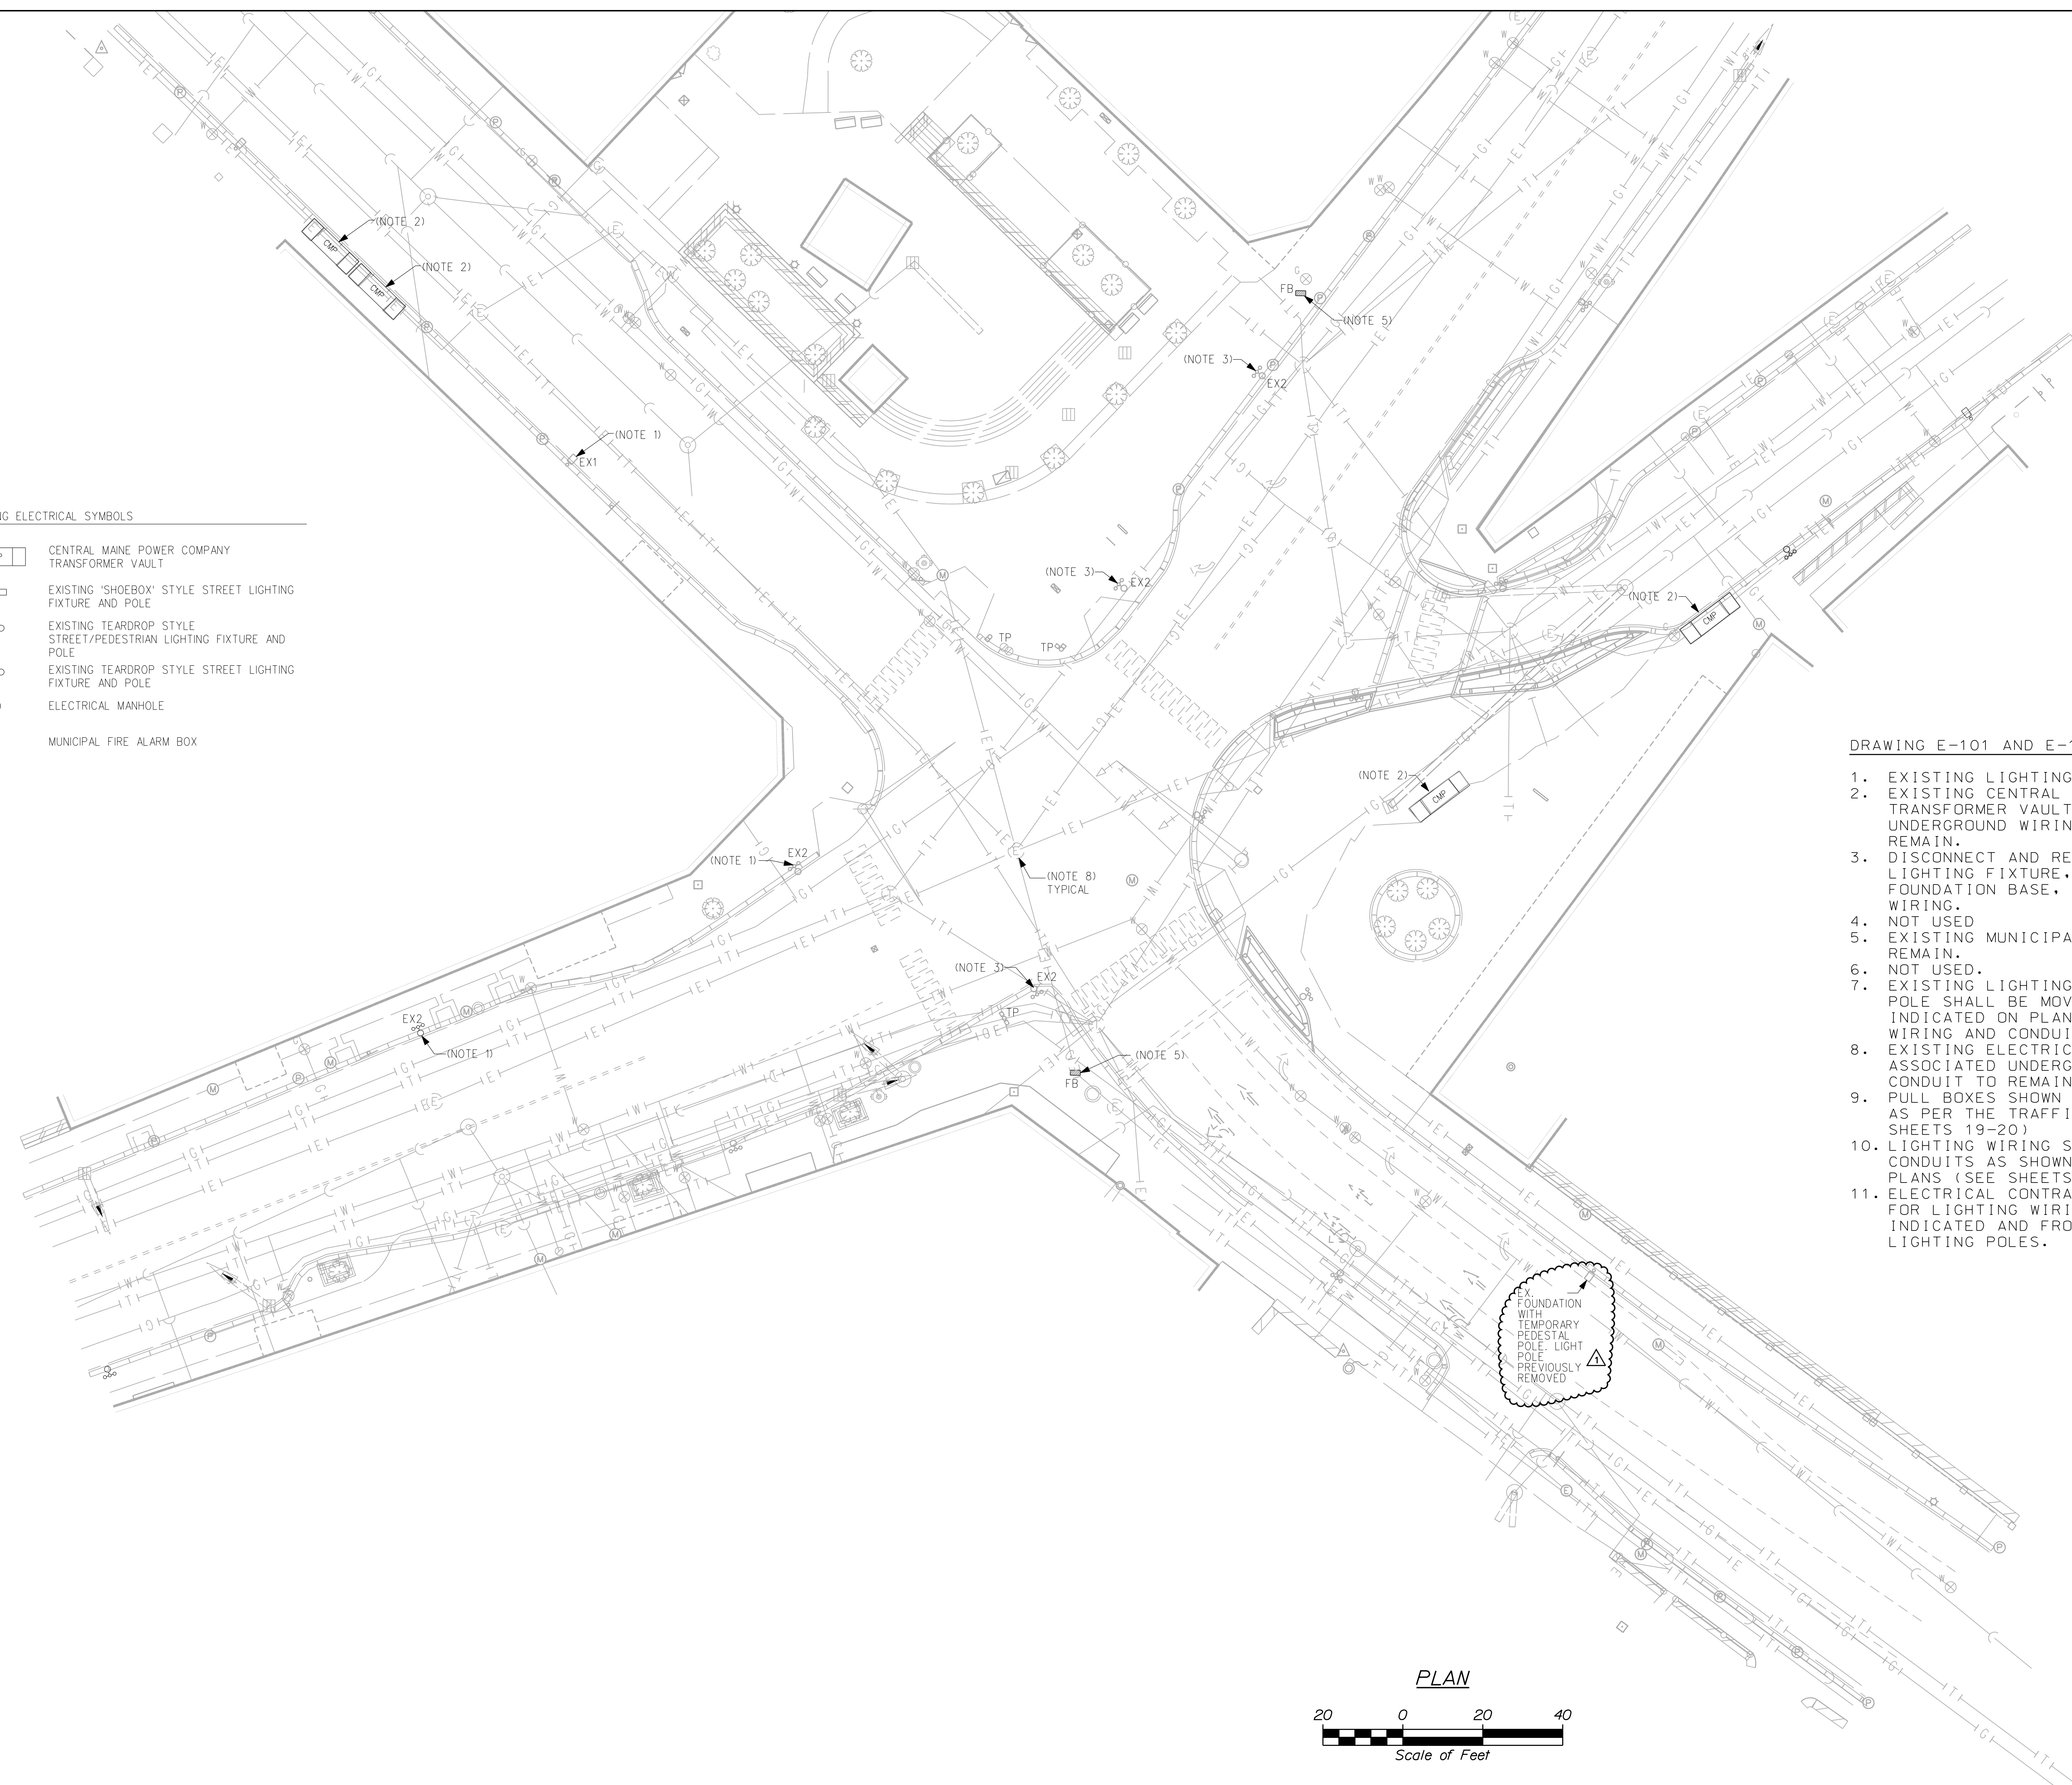 (NOTE 2)
CMP
(NOTE 2)
CMP
FB
(NOTE 5)
(NOTE 3)
EX2
(NOTE 1)
EX1
NG ELECTRICAL SYMBOLS
CENTRAL MAINE POWER COMPANY
TRANSFORMER VAULT
EXISTING 'SHOEBOX' STYLE STREET LIGHTING
FIXTURE AND POLE
EXISTING TEARDROP STYLE
STREET/PEDESTRIAN LIGHTING FIXTURE AND
POLE
EXISTING TEARDROP STYLE STREET LIGHTING
FIXTURE AND POLE
ELECTRICAL MANHOLE
MUNICIPAL FIRE ALARM BOX
(NOTE 3)
EX2
TP
TP
(NOTE 2)
CMP
(NOTE 2)
CMP
(NOTE 1)
EX2
(NOTE 8)
TYPICAL
(NOTE 3)
EX2
TP
EX2
(NOTE 1)
(NOTE 5)
FB
DRAWING E-101 AND E-1
1. EXISTING LIGHTING
2. EXISTING CENTRAL
TRANSFORMER VAULT
UNDERGROUND WIRIN
REMAIN.
3. DISCONNECT AND RE
LIGHTING FIXTURE,
FOUNDATION BASE,
WIRING.
4. NOT USED
5. EXISTING MUNICIPA
REMAIN.
6. NOT USED.
7. EXISTING LIGHTING
POLE SHALL BE MOV
INDICATED ON PLAN
WIRING AND CONDUI
8. EXISTING ELECTRIC
ASSOCIATED UNDERG
CONDUIT TO REMAIN
9. PULL BOXES SHOWN
AS PER THE TRAFFI
SHEETS 19-20)
10. LIGHTING WIRING S
CONDUITS AS SHOWN
PLANS (SEE SHEETS
11. ELECTRICAL CONTRA
FOR LIGHTING WIRI
INDICATED AND FRO
LIGHTING POLES.
EX.
FOUNDATION
WITH
TEMPORARY
PEDESTAL
POLE. LIGHT
POLE
PREVIOUSLY
REMOVED
1
PLAN
20 0 20 40
Scale of Feet